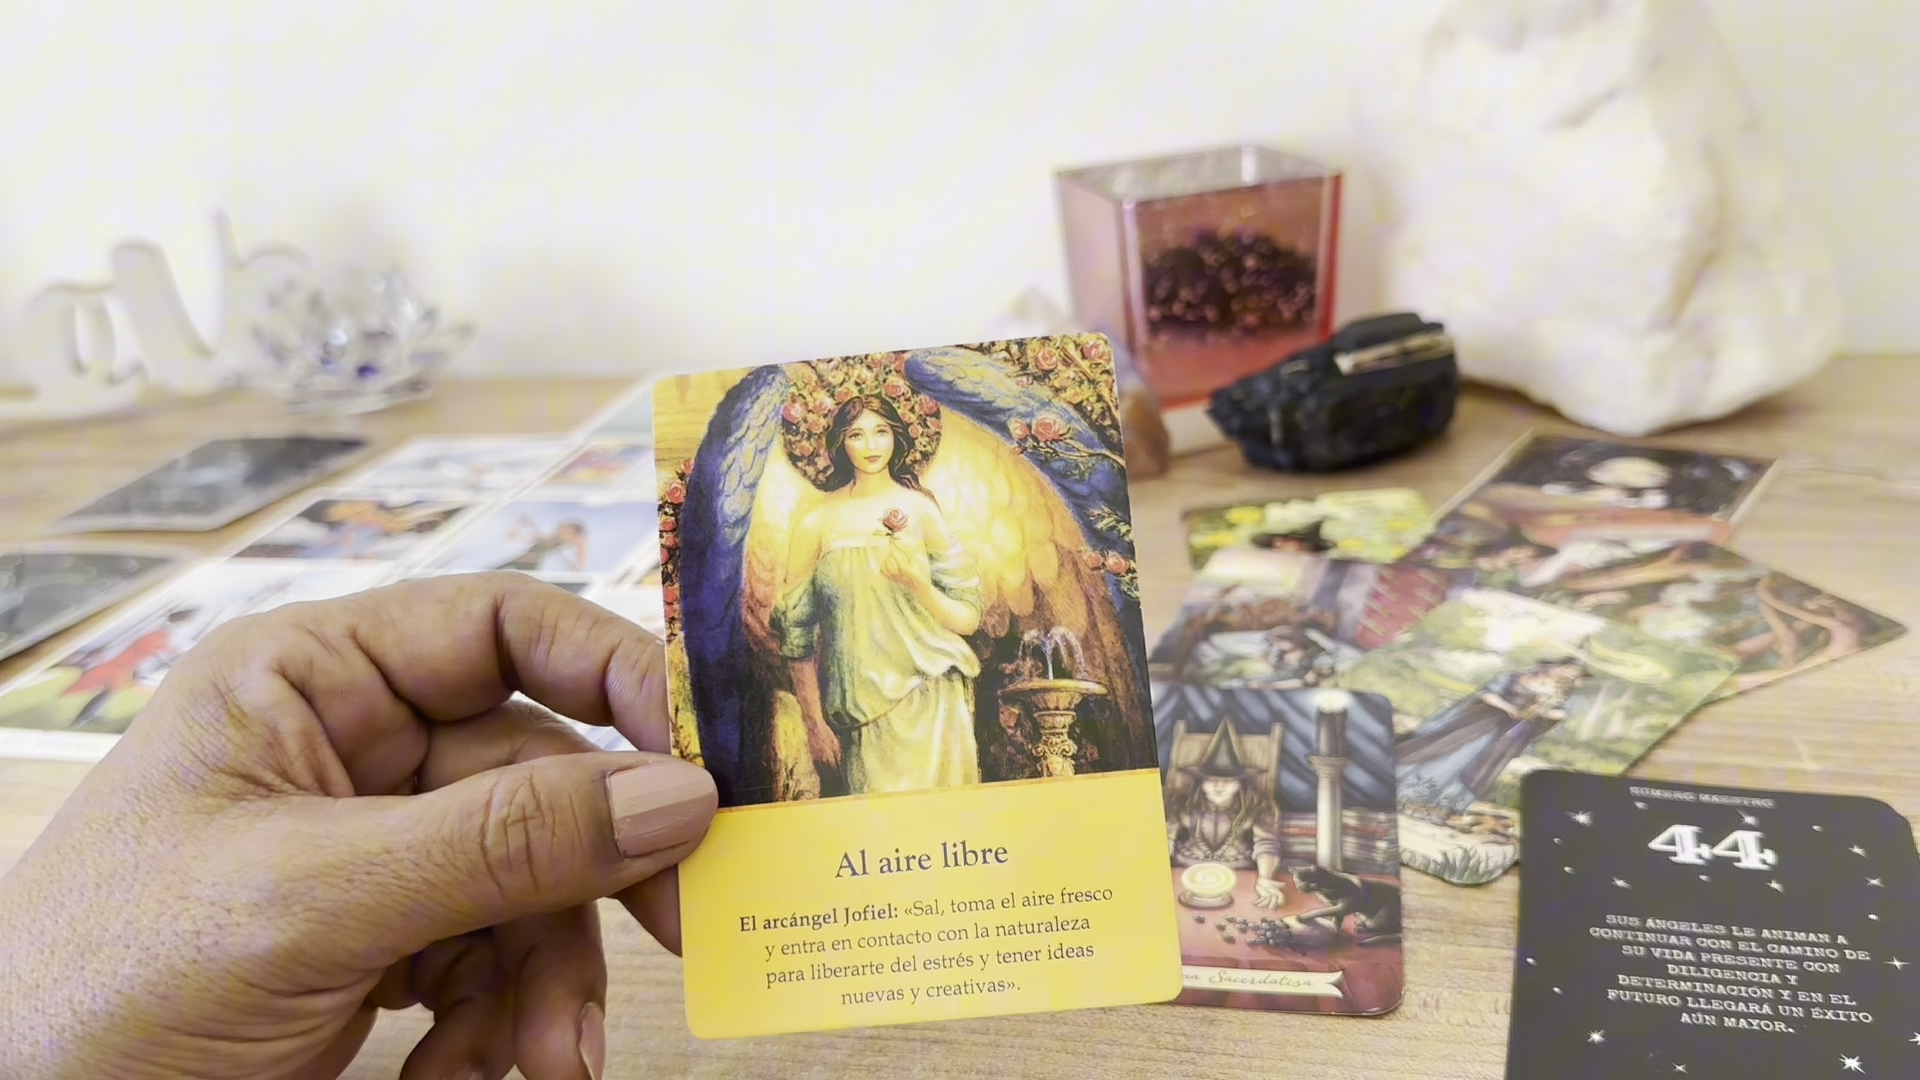 Al aire libre
El arcángel Jofiel: «Sal, toma el aire fresco
y entra en contacto con la naturaleza
para liberarte del estrés y tener ideas
nuevas y creativas».
Sacerdotisa
NÚMERO MAESTRO
44
SUS ÁNGELES LE ANIMAN A
CONTINUAR CON EL CAMINO DE
SU VIDA PRESENTE CON
DILIGENCIA Y
DETERMINACIÓN Y EN EL
FUTURO LLEGARÁ UN ÉXITO
AÚN MAYOR.